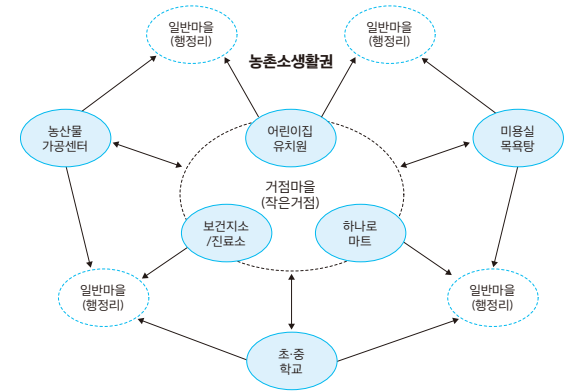 일반마을
(행정리)
일반마을
(행정리)
농촌소생활권
농산물
가공센터
어린이집
유치원
미용실
목욕탕
거점마을
(작은거점)
보건지소
/진료소
하나로
마트
일반마을
(행정리)
일반마을
(행정리)
초·중
학교